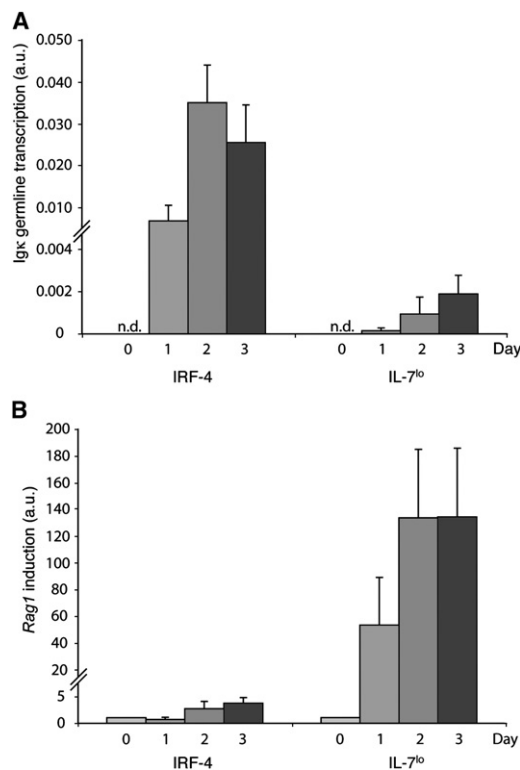 A
Igκ germline transcription (a.u.)
0.050
0.040
0.030
0.020
0.010
0.004
0.002
0
n.d.
n.d.
0 1 2 3 0 1 2 3 Day
IRF-4 IL-7lo
B
Rag1 induction (a.u.)
200
180
160
140
120
100
80
60
40
20
5
0
0 1 2 3 0 1 2 3 Day
IRF-4 IL-7lo